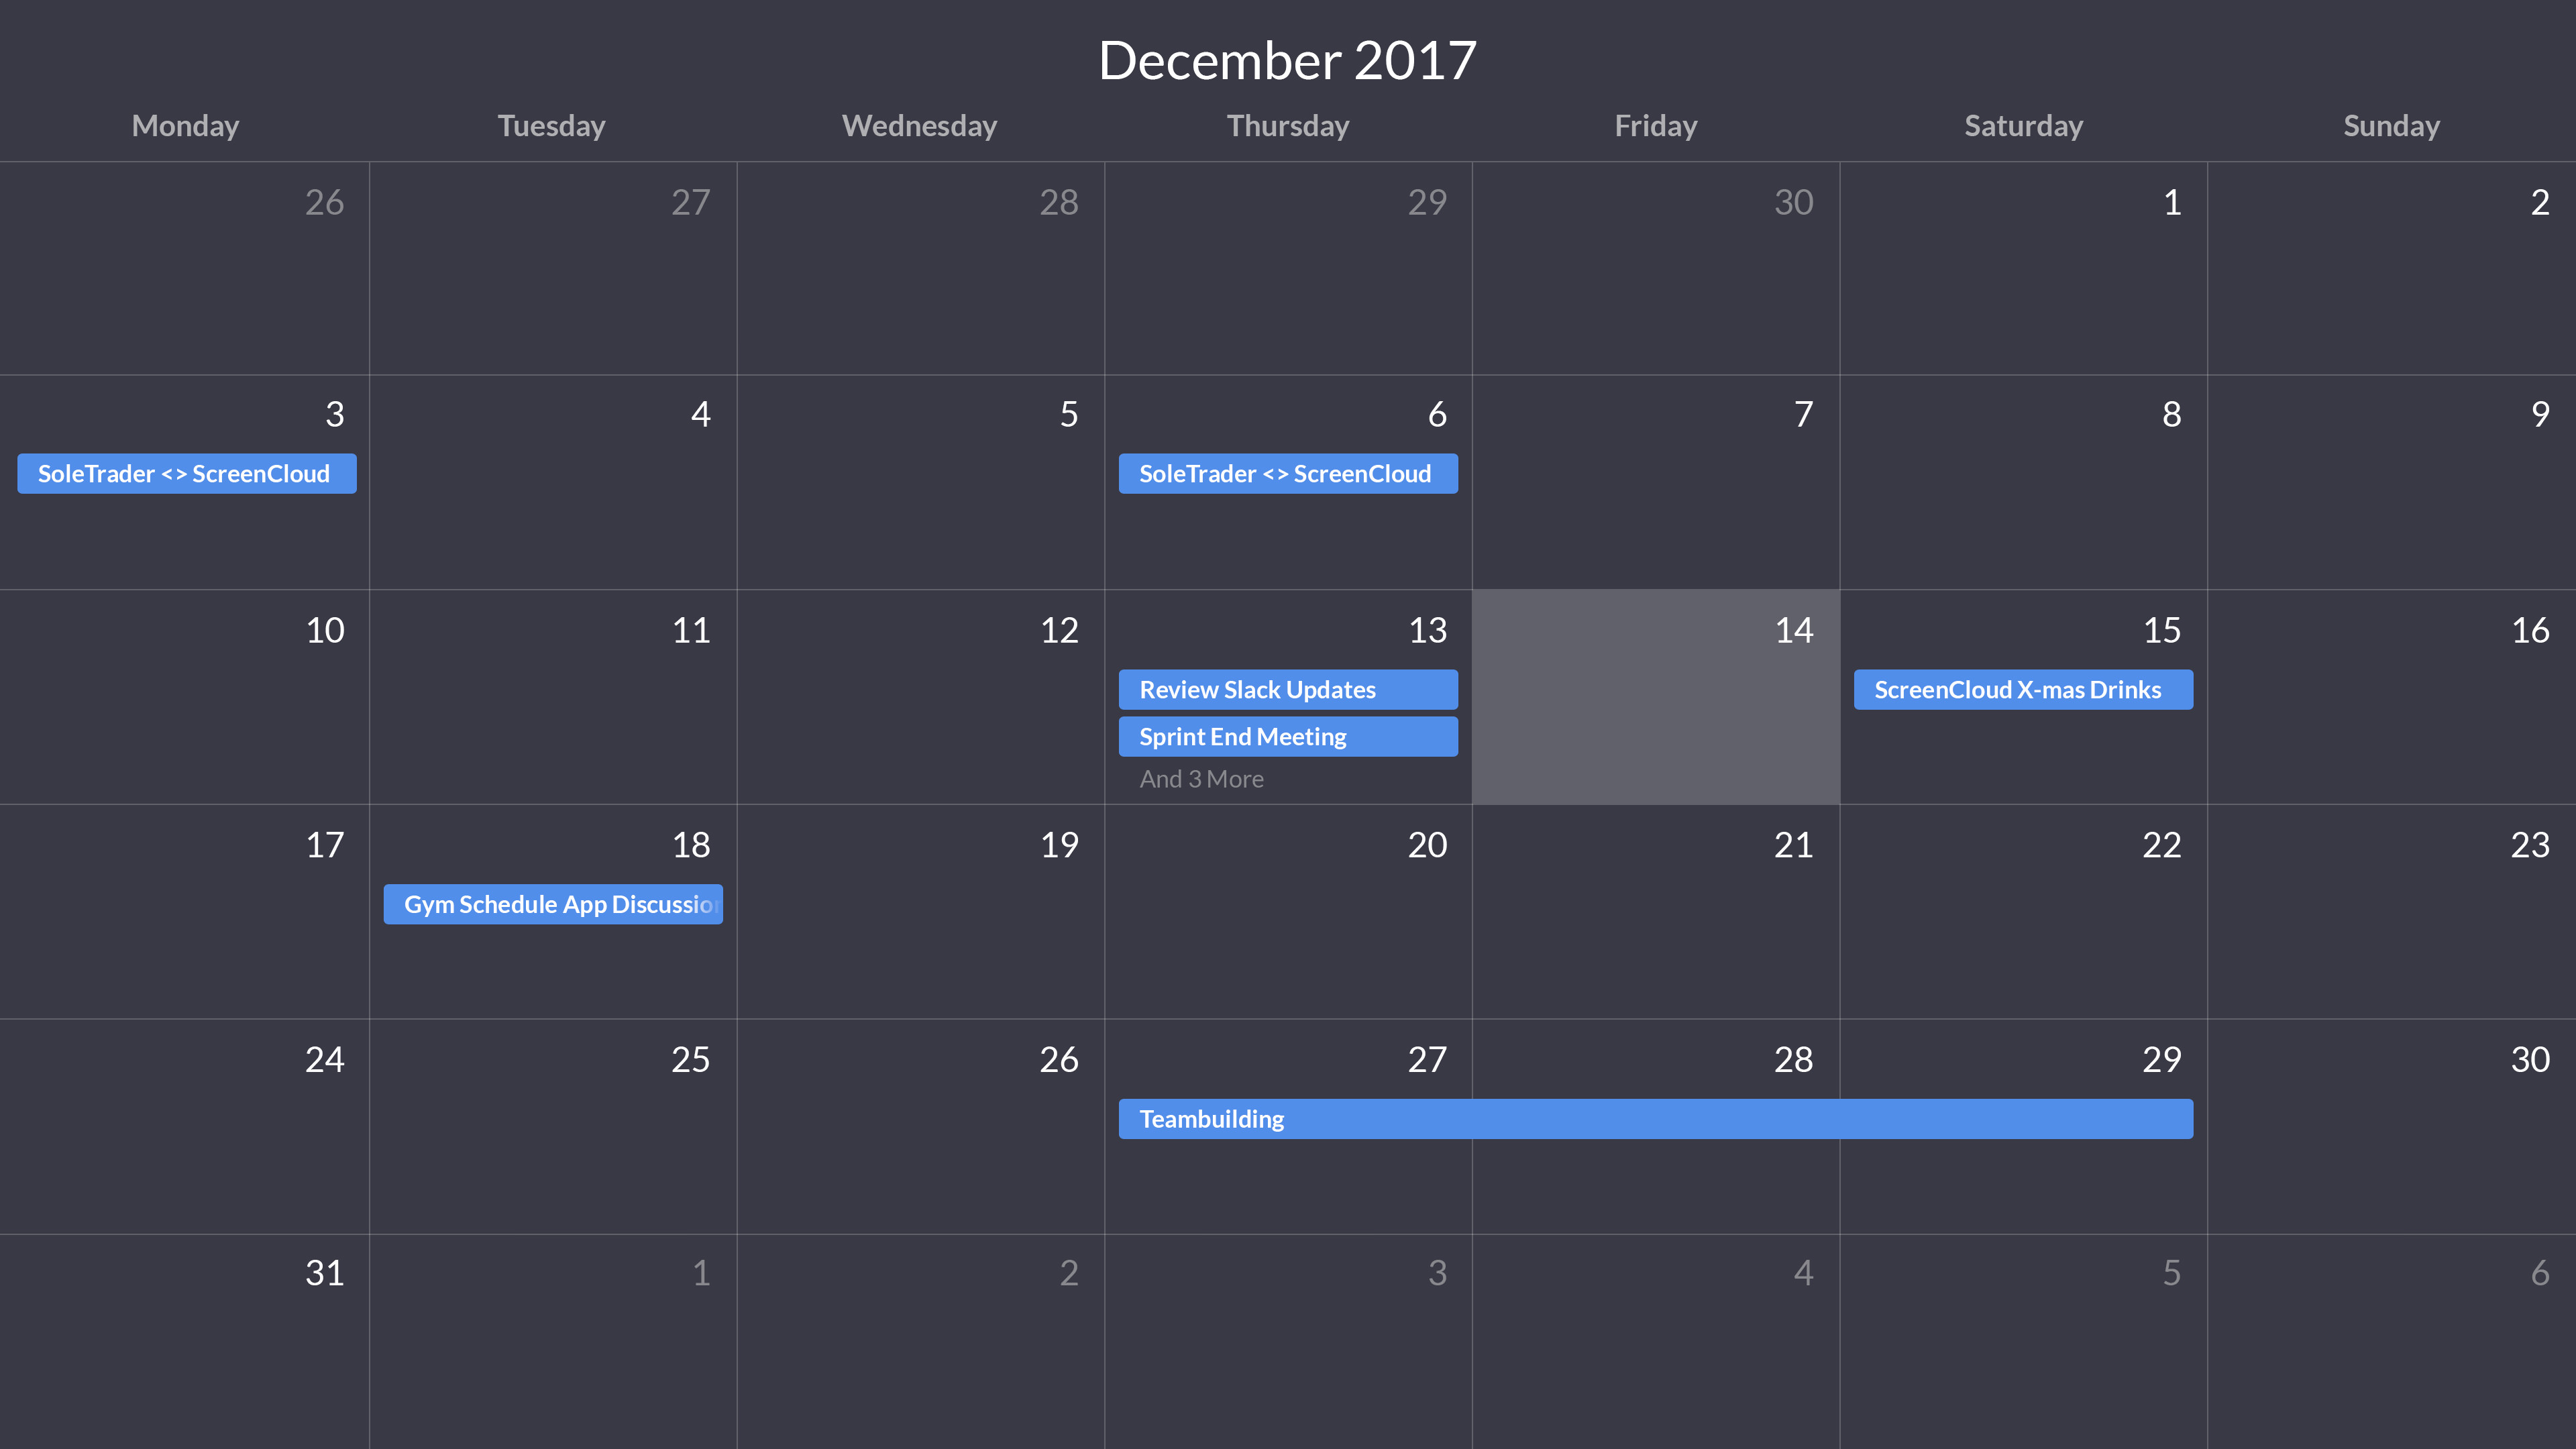 December 2017
Monday Tuesday Wednesday Thursday Friday Saturday Sunday
26 27 28 29 30 1 2
3 4 5 6 7 8 9
SoleTrader <> ScreenCloud SoleTrader <> ScreenCloud
10 11 12 13 14 15 16
Review Slack Updates ScreenCloud X-mas Drinks
Sprint End Meeting
And 3 More
17 18 19 20 21 22 23
Gym Schedule App Discussion
24 25 26 27 28 29 30
Teambuilding
31 1 2 3 4 5 6